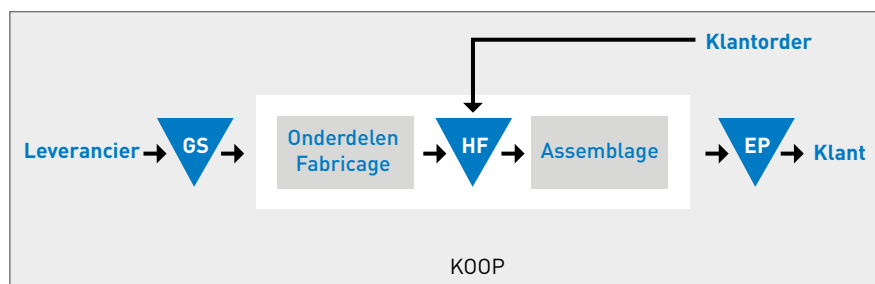 Klantorder
Leverancier
GS
Onderdelen
Fabricage
HF
Assemblage
EP
Klant
KOOP